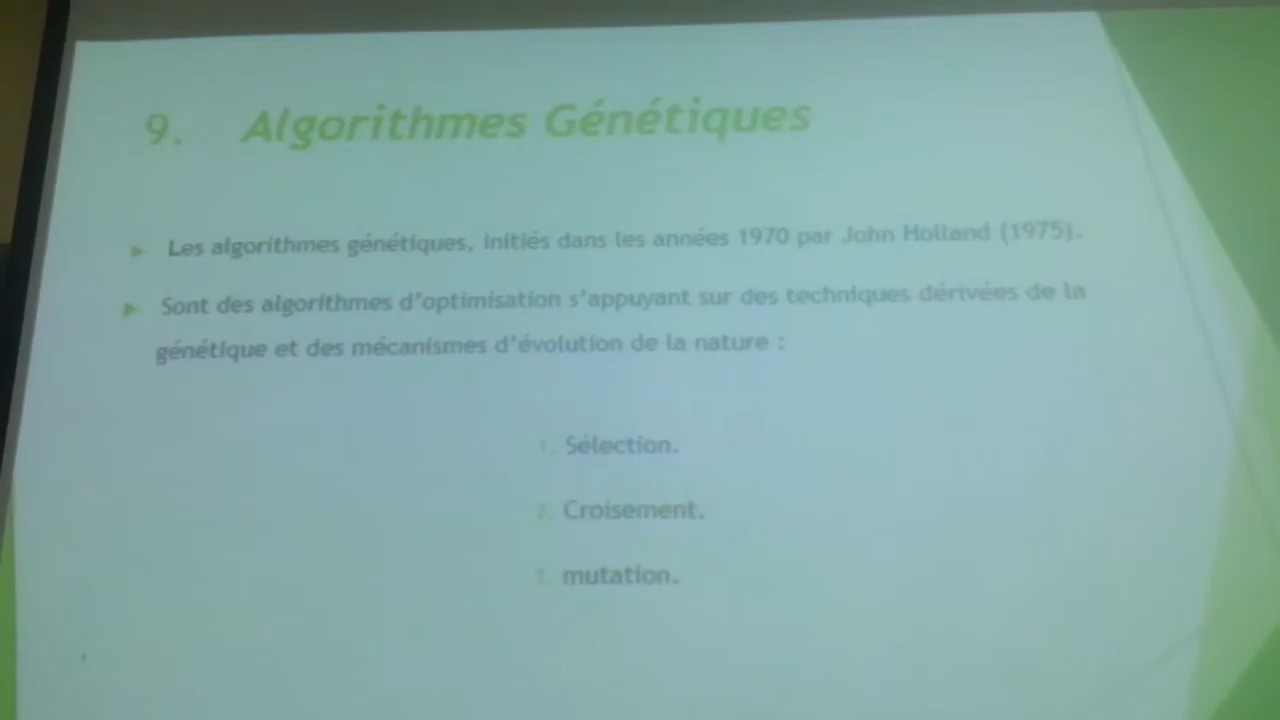 9. Algorithmes Génétiques
Les algorithmes génétiques, initiés dans les années 1970 par John Holland (1975).
Sont des algorithmes d'optimisation s'appuyant sur des techniques dérivées de la
génétique et des mécanismes d'évolution de la nature :
1. Sélection.
2. Croisement.
3. mutation.